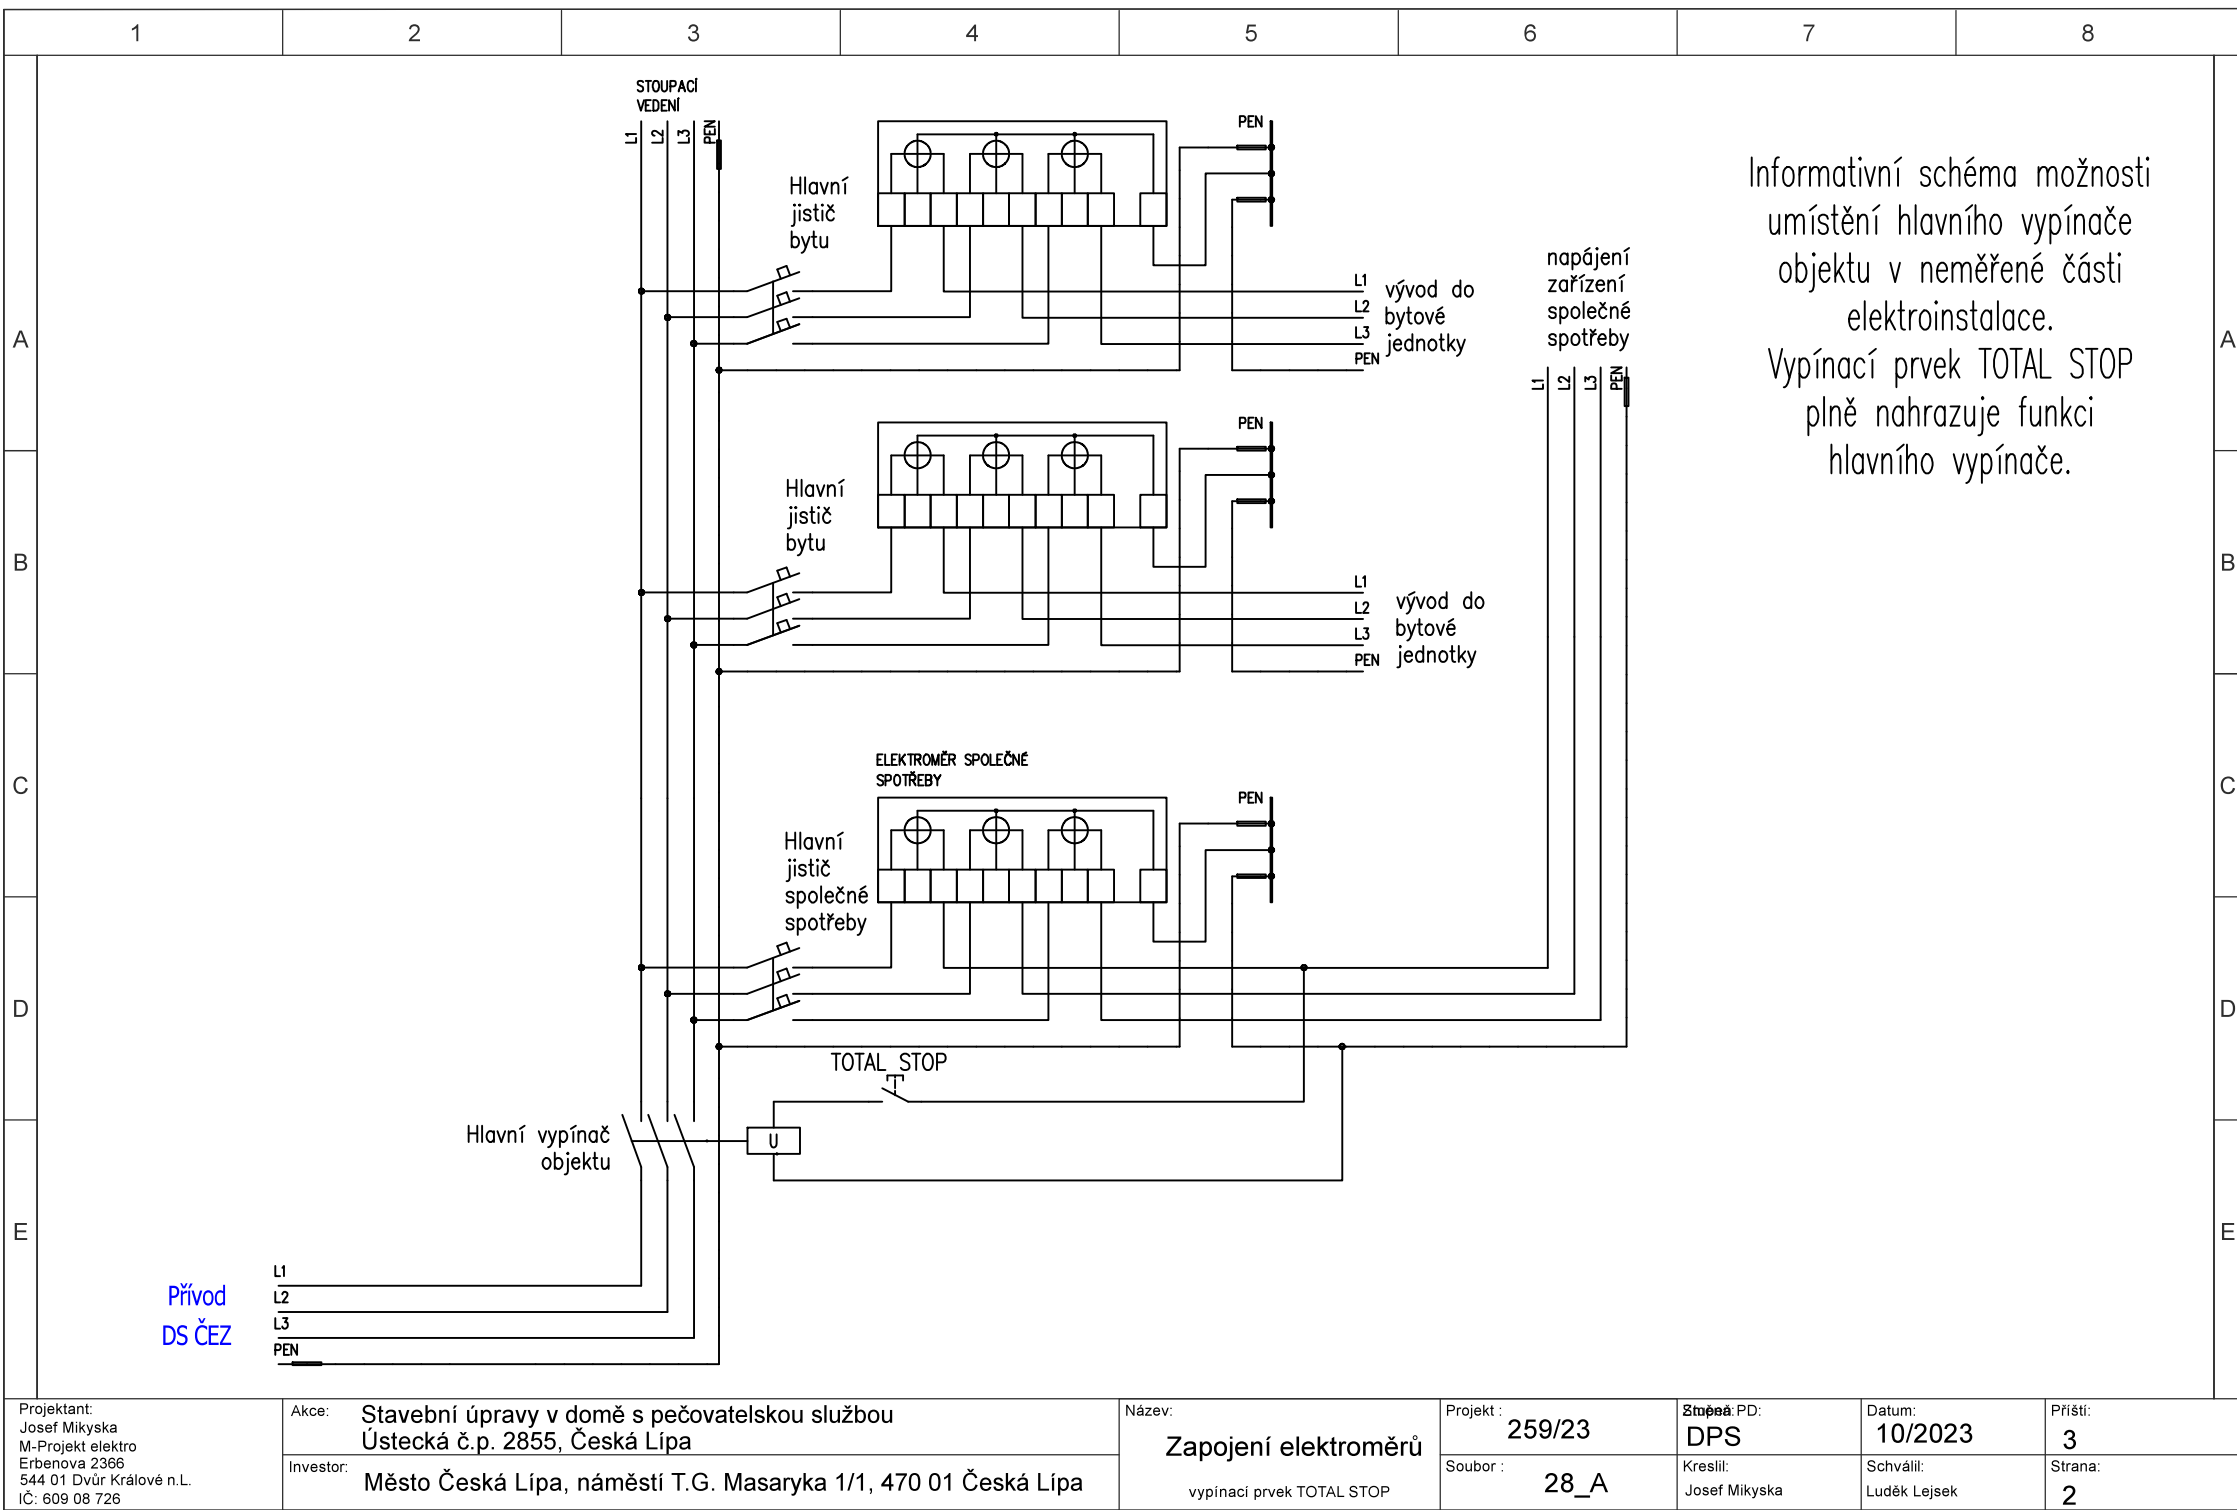 1 2 3 4 5 6 7 8
STOUPACÍ
VEDENÍ
L1 L2 L3 PEN
Hlavní
jistič
bytu
PEN
L1
L2
L3
PEN
vývod do
bytové
jednotky
napájení
zařízení
společné
spotřeby
L1 L2 L3 PEN
Informativní schéma možnosti
umístění hlavního vypínače
objektu v neměřené části
elektroinstalace.
Vypínací prvek TOTAL STOP
plně nahrazuje funkci
hlavního vypínače.
A A
Hlavní
jistič
bytu
PEN
L1
L2
L3
PEN
vývod do
bytové
jednotky
B B
ELEKTROMĚR SPOLEČNÉ
SPOTŘEBY
PEN
C C
Hlavní
jistič
společné
spotřeby
D D
TOTAL STOP
Hlavní vypínač
objektu
U
E E
Přívod
DS ČEZ
L1
L2
L3
PEN
Projektant:
Josef Mikyska
M-Projekt elektro
Erbenova 2366
544 01 Dvůr Králové n.L.
IČ: 609 08 726
Akce: Stavební úpravy v domě s pečovatelskou službou
Ústecká č.p. 2855, Česká Lípa
Investor: Město Česká Lípa, náměstí T.G. Masaryka 1/1, 470 01 Česká Lípa
Název:
Zapojení elektroměrů
vypínací prvek TOTAL STOP
Projekt : 259/23
Soubor : 28_A
PD:
DPS
Kreslil:
Josef Mikyska
Datum:
10/2023
Schválil:
Luděk Lejsek
Příští:
3
Strana:
2